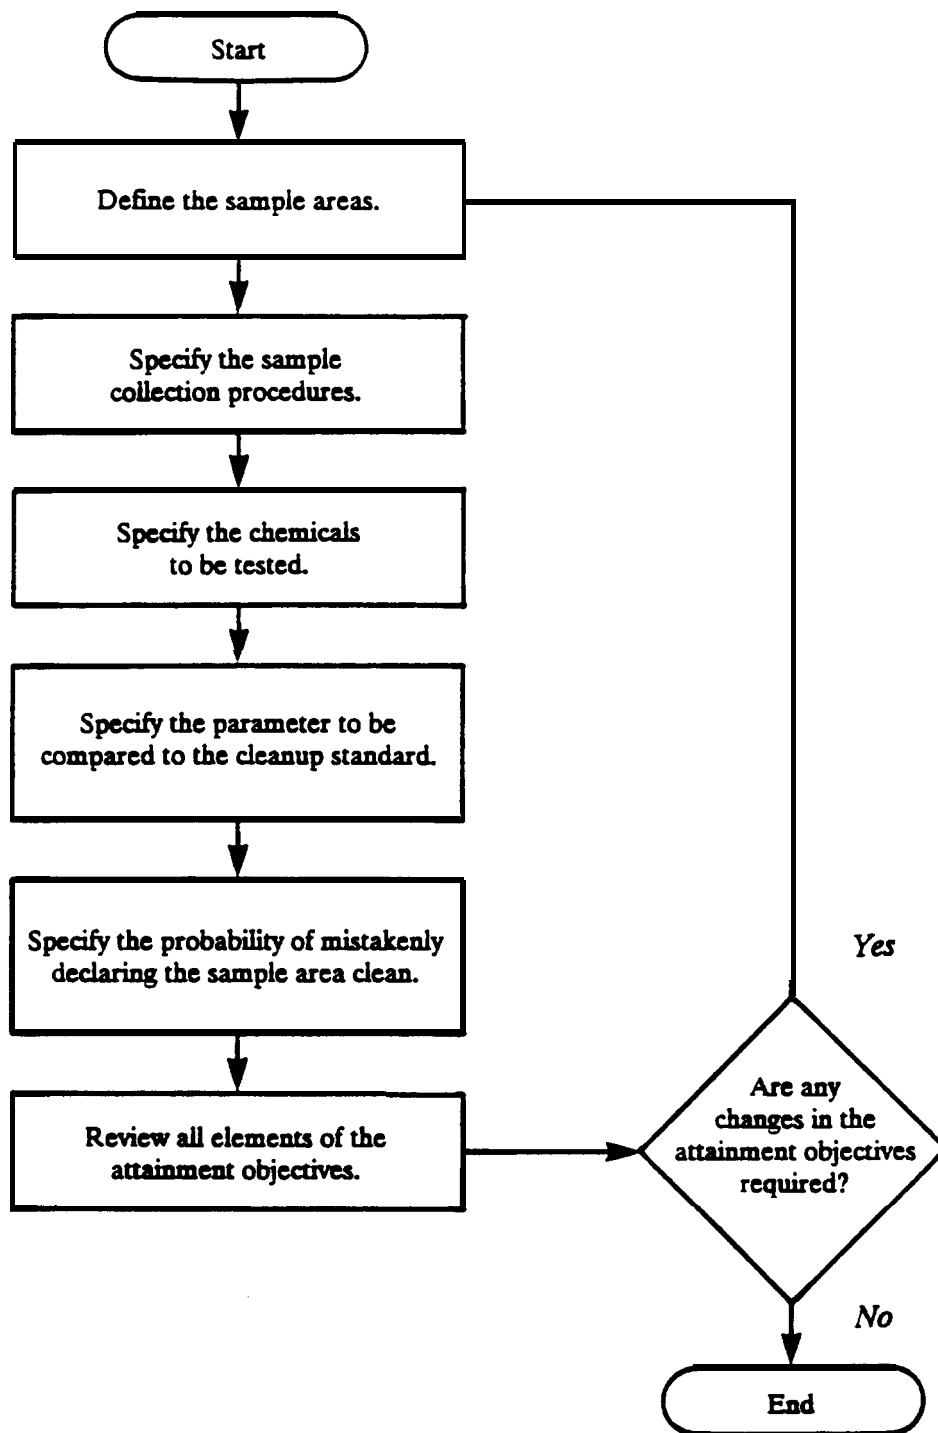 Start
Define the sample areas.
Specify the sample
collection procedures.
Specify the chemicals
to be tested.
Specify the parameter to be
compared to the cleanup standard.
Specify the probability of mistakenly
declaring the sample area clean.
Review all elements of the
attainment objectives.
Yes
Are any
changes in the
attainment objectives
required?
No
End